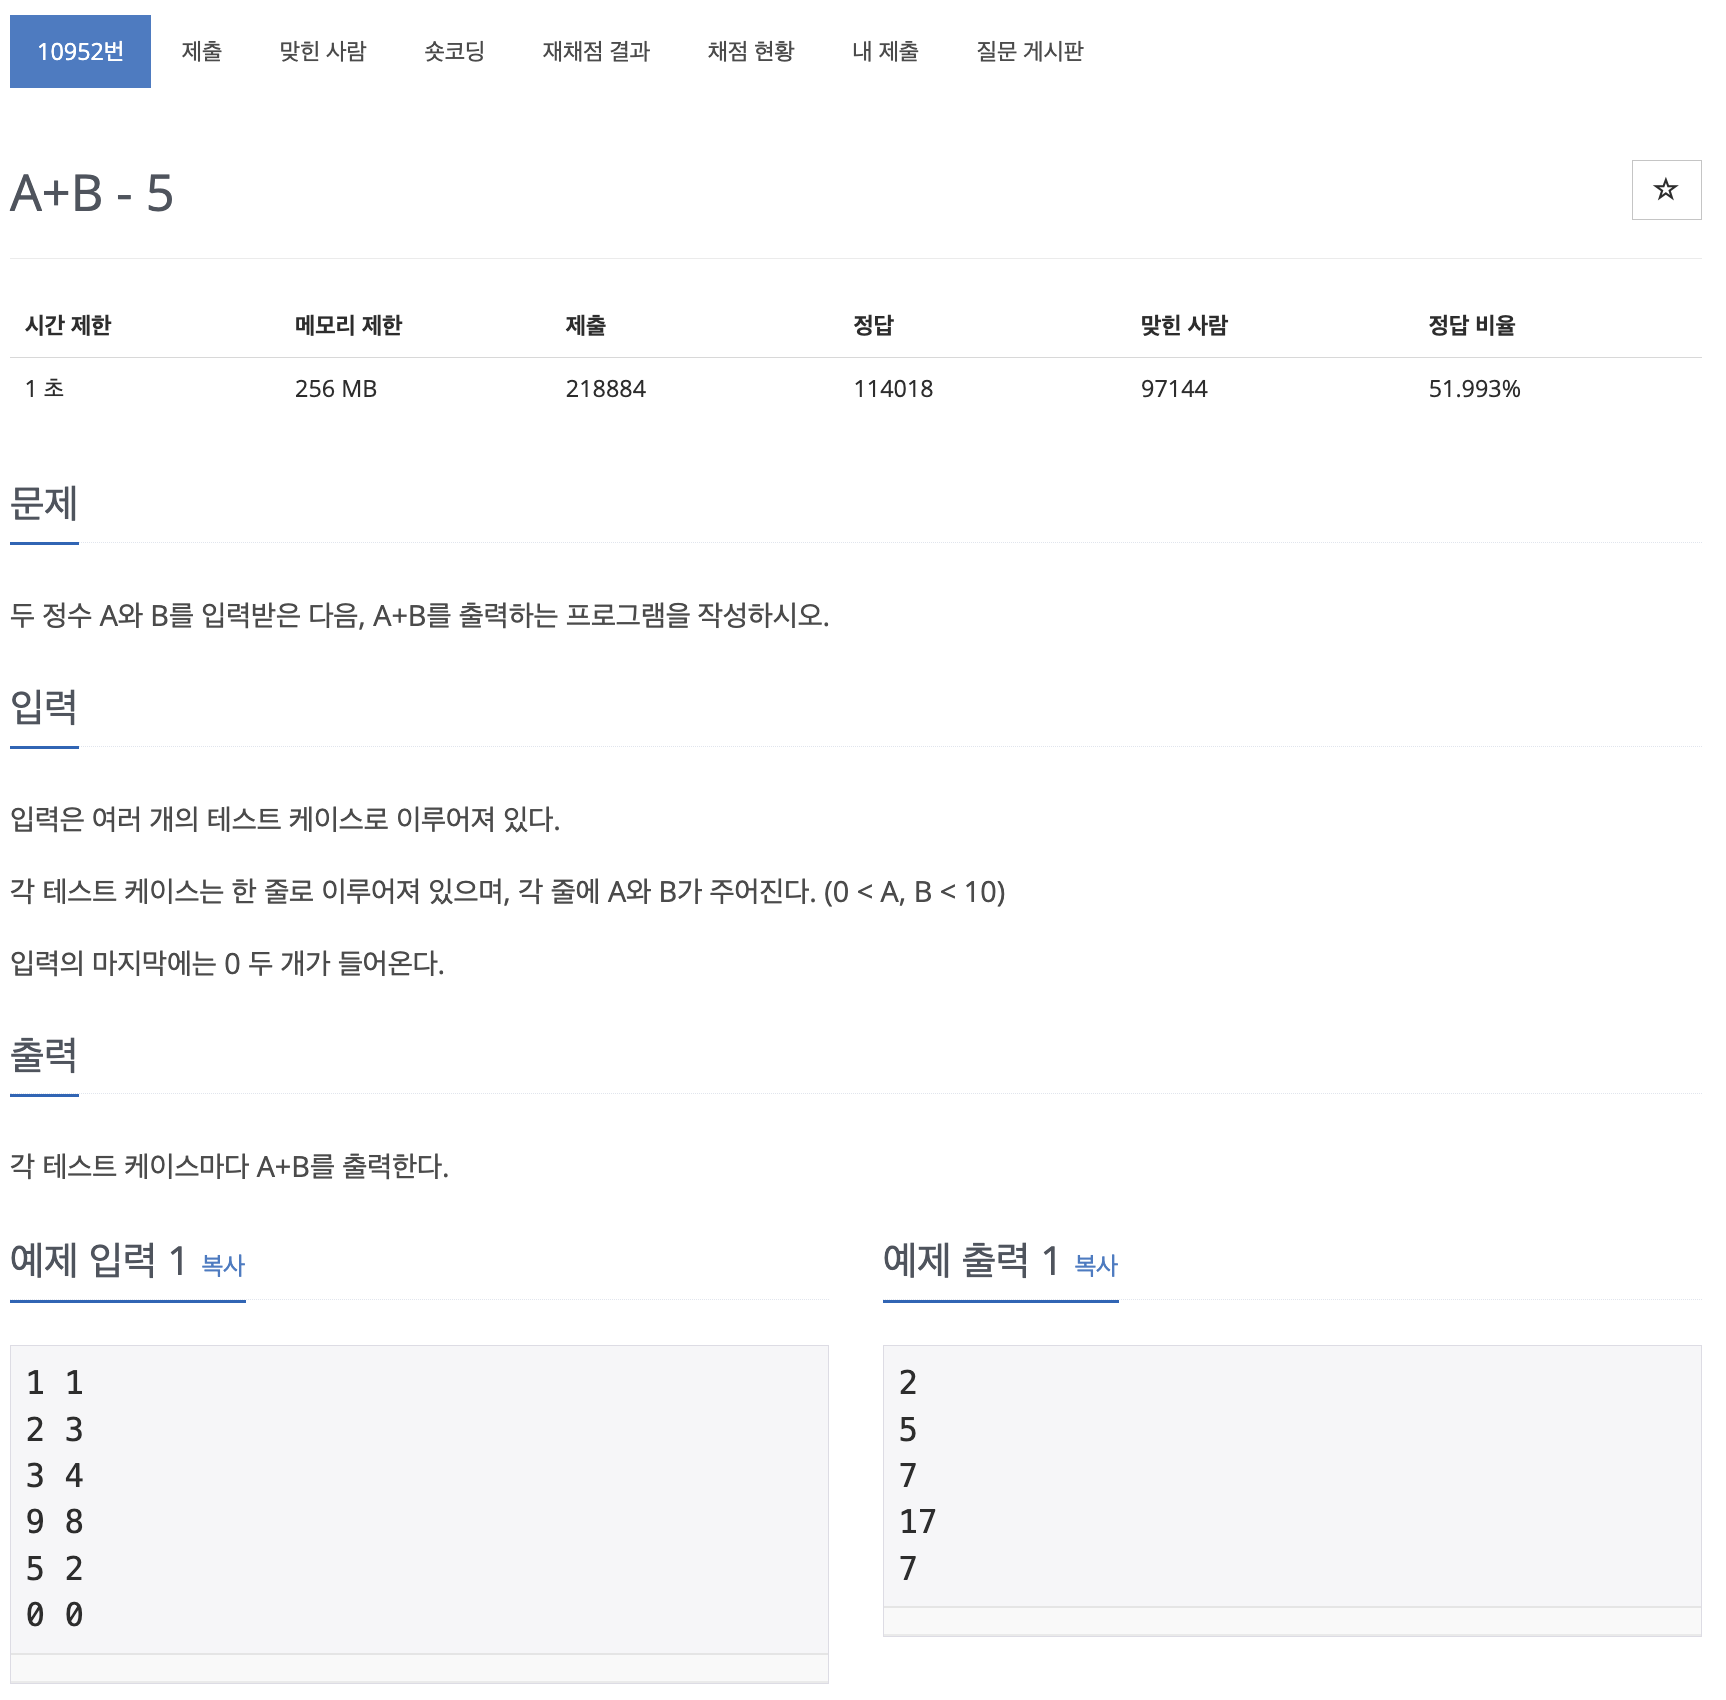 10952번 제출 맞힌 사람 숏코딩 재채점 결과 채점 현황 내 제출 질문 게시판
A+B - 5
☆
시간 제한 메모리 제한 제출 정답 맞힌 사람 정답 비율
1 초 256 MB 218884 114018 97144 51.993%
문제
두 정수 A와 B를 입력받은 다음, A+B를 출력하는 프로그램을 작성하시오.
입력
입력은 여러 개의 테스트 케이스로 이루어져 있다.
각 테스트 케이스는 한 줄로 이루어져 있으며, 각 줄에 A와 B가 주어진다. (0 < A, B < 10)
입력의 마지막에는 0 두 개가 들어온다.
출력
각 테스트 케이스마다 A+B를 출력한다.
예제 입력 1 복사
1 1
2 3
3 4
9 8
5 2
0 0
예제 출력 1 복사
2
5
7
17
7